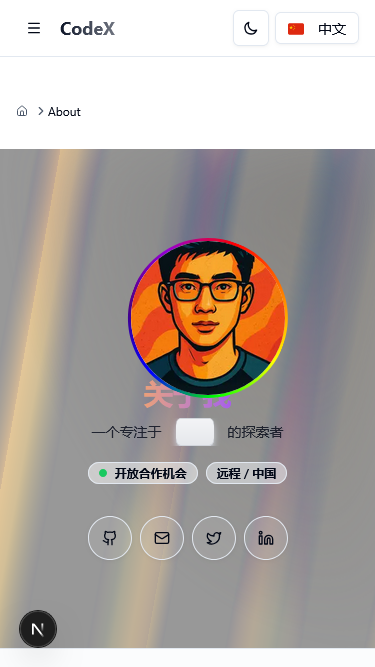 CodeX
中文
About
关于我
一个专注于 的探索者
开放合作机会
远程 / 中国
N